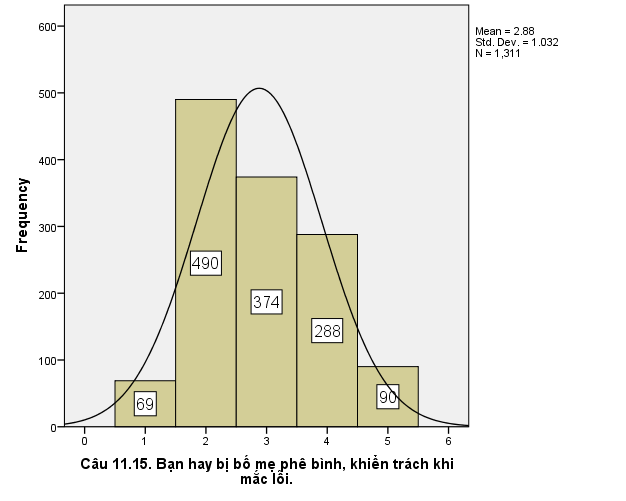 Mean = 2.88
Std. Dev. = 1.032
N = 1,311
600
500
400
300
200
100
0
Frequency
490
374
288
69
90
0 1 2 3 4 5 6
Câu 11.15. Bạn hay bị bố mẹ phê bình, khiển trách khi
mắc lỗi.